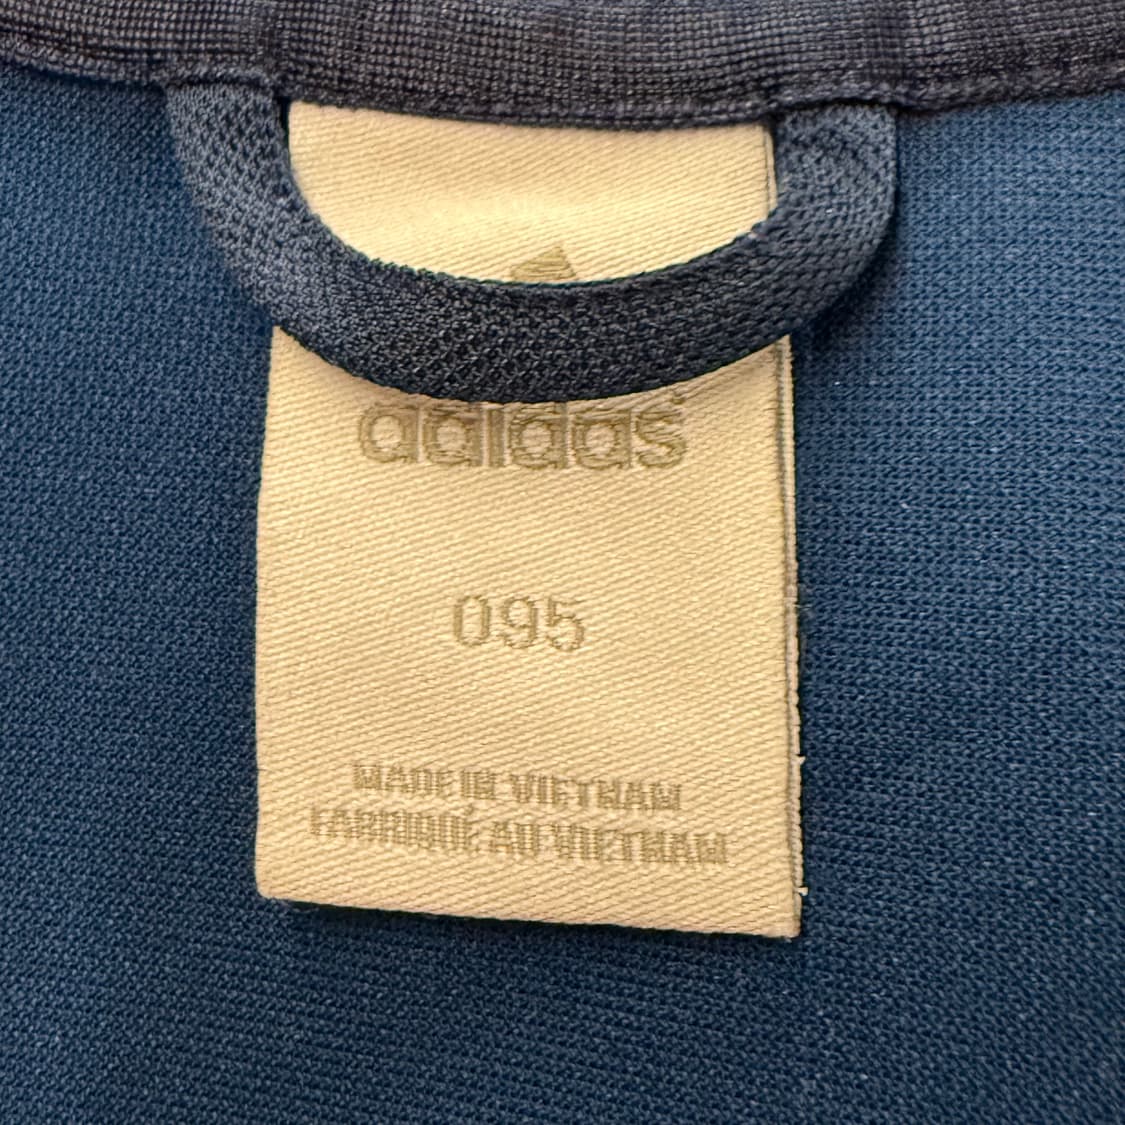 adidas
095
MADE IN VIETNAM
FABRIQUÉ AU VIETNAM